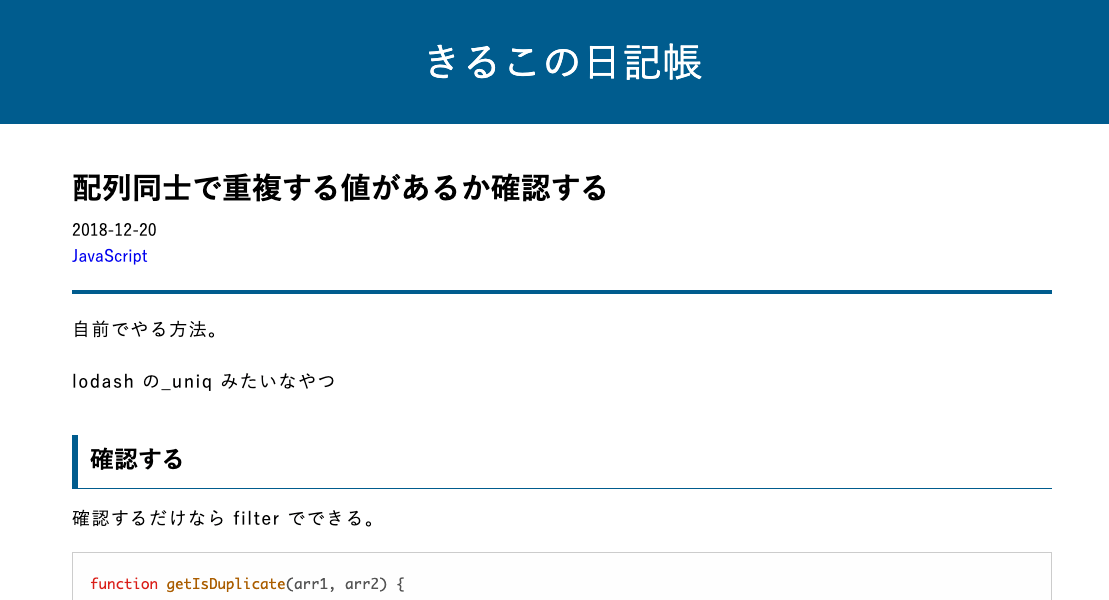 きるこの日記帳
配列同士で重複する値があるか確認する
2018-12-20
JavaScript
自前でやる方法。
lodash の_uniq みたいなやつ
確認する
確認するだけなら filter でできる。
function getIsDuplicate(arr1, arr2) {